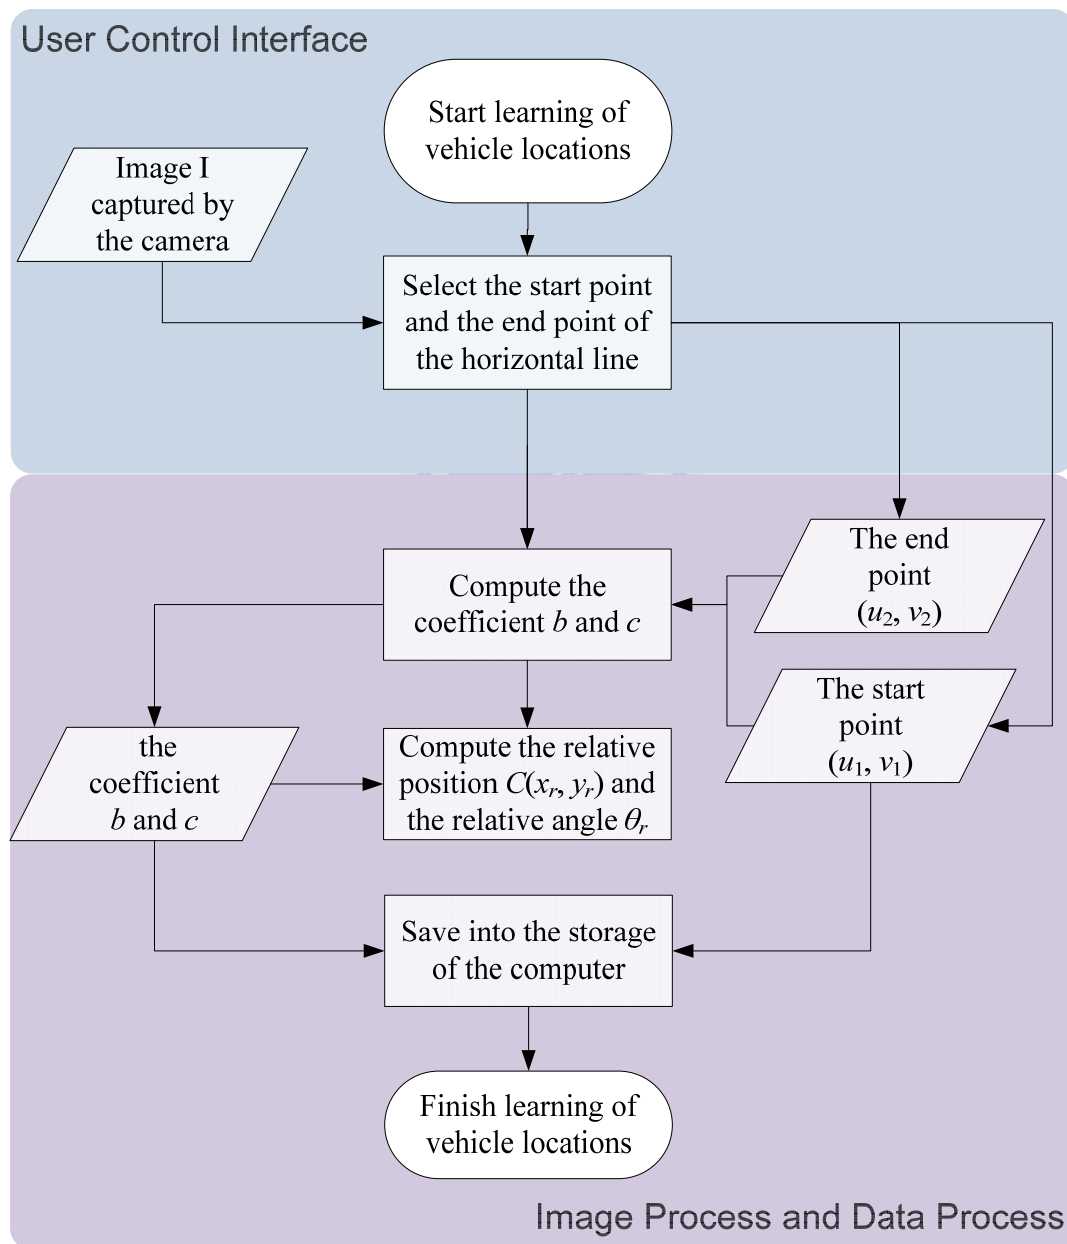 User Control Interface
Start learning of
vehicle locations
Image I
captured by
the camera
Select the start point
and the end point of
the horizontal line
The end
point
(u2, v2)
Compute the
coefficient b and c
The start
point
(u1, v1)
the
coefficient
b and c
Compute the relative
position C(xr, yr) and
the relative angle θr
Save into the storage
of the computer
Finish learning of
vehicle locations
Image Process and Data Process